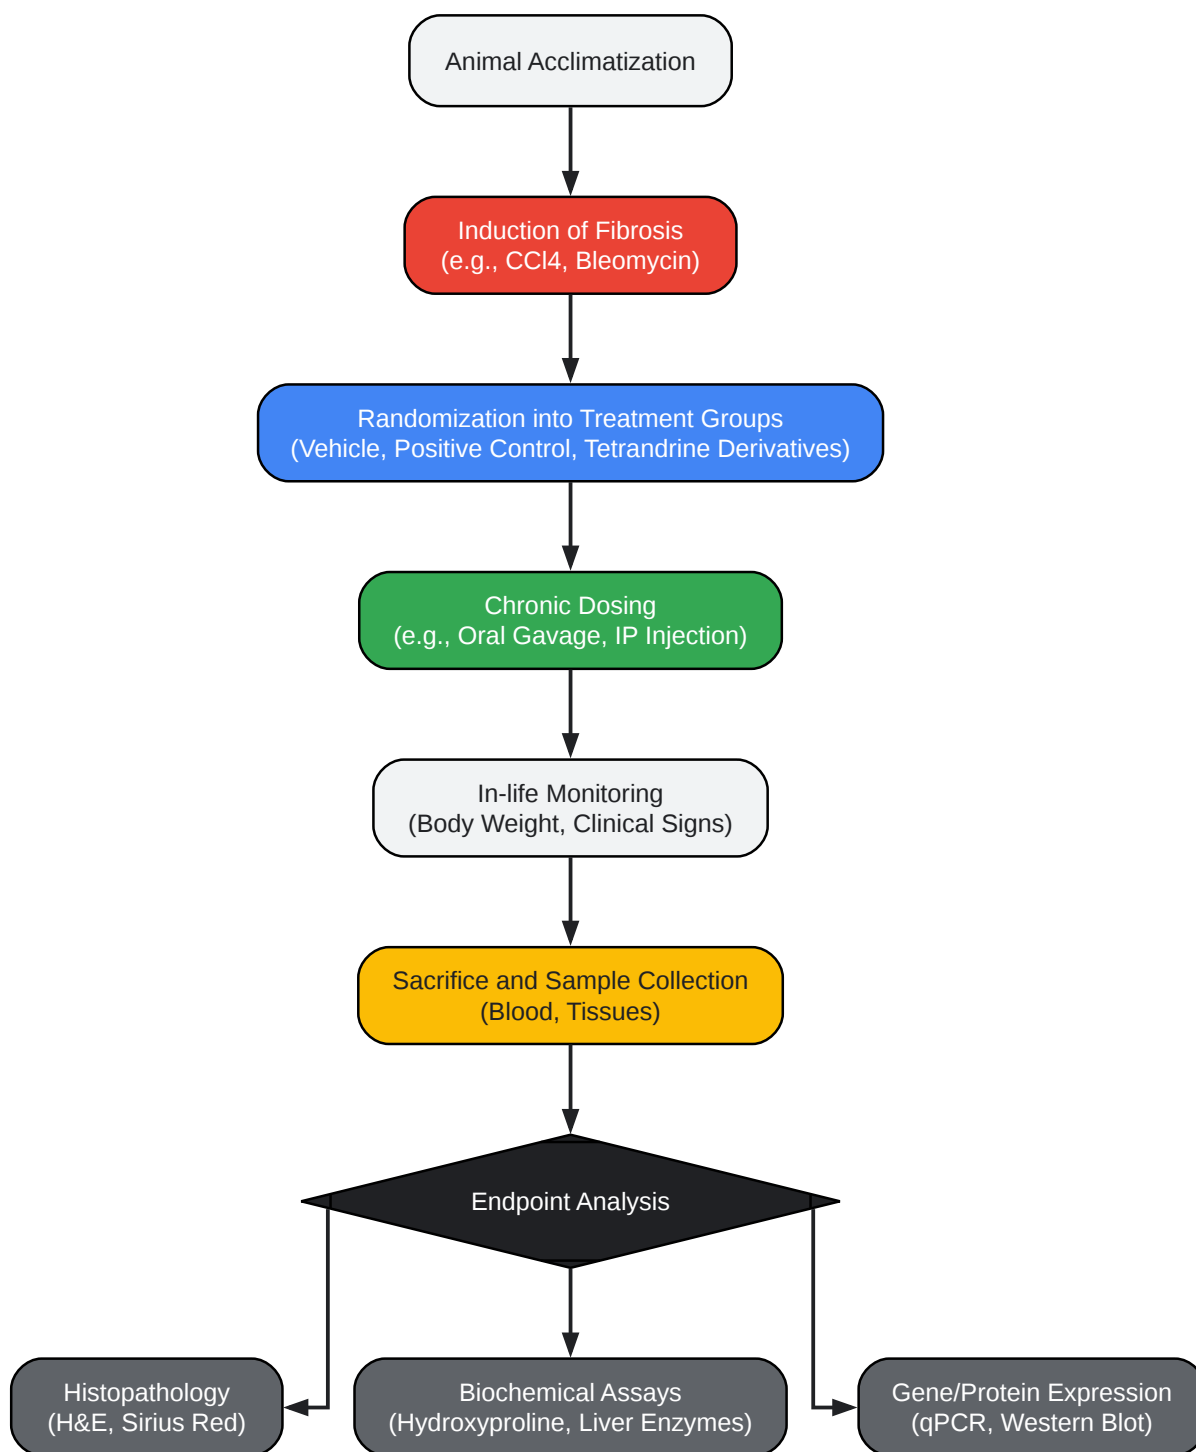 Animal Acclimatization
Induction of Fibrosis
(e.g., CCl4, Bleomycin)
Randomization into Treatment Groups
(Vehicle, Positive Control, Tetrandrine Derivatives)
Chronic Dosing
(e.g., Oral Gavage, IP Injection)
In-life Monitoring
(Body Weight, Clinical Signs)
Sacrifice and Sample Collection
(Blood, Tissues)
Endpoint Analysis
Histopathology
(H&E, Sirius Red)
Biochemical Assays
(Hydroxyproline, Liver Enzymes)
Gene/Protein Expression
(qPCR, Western Blot)